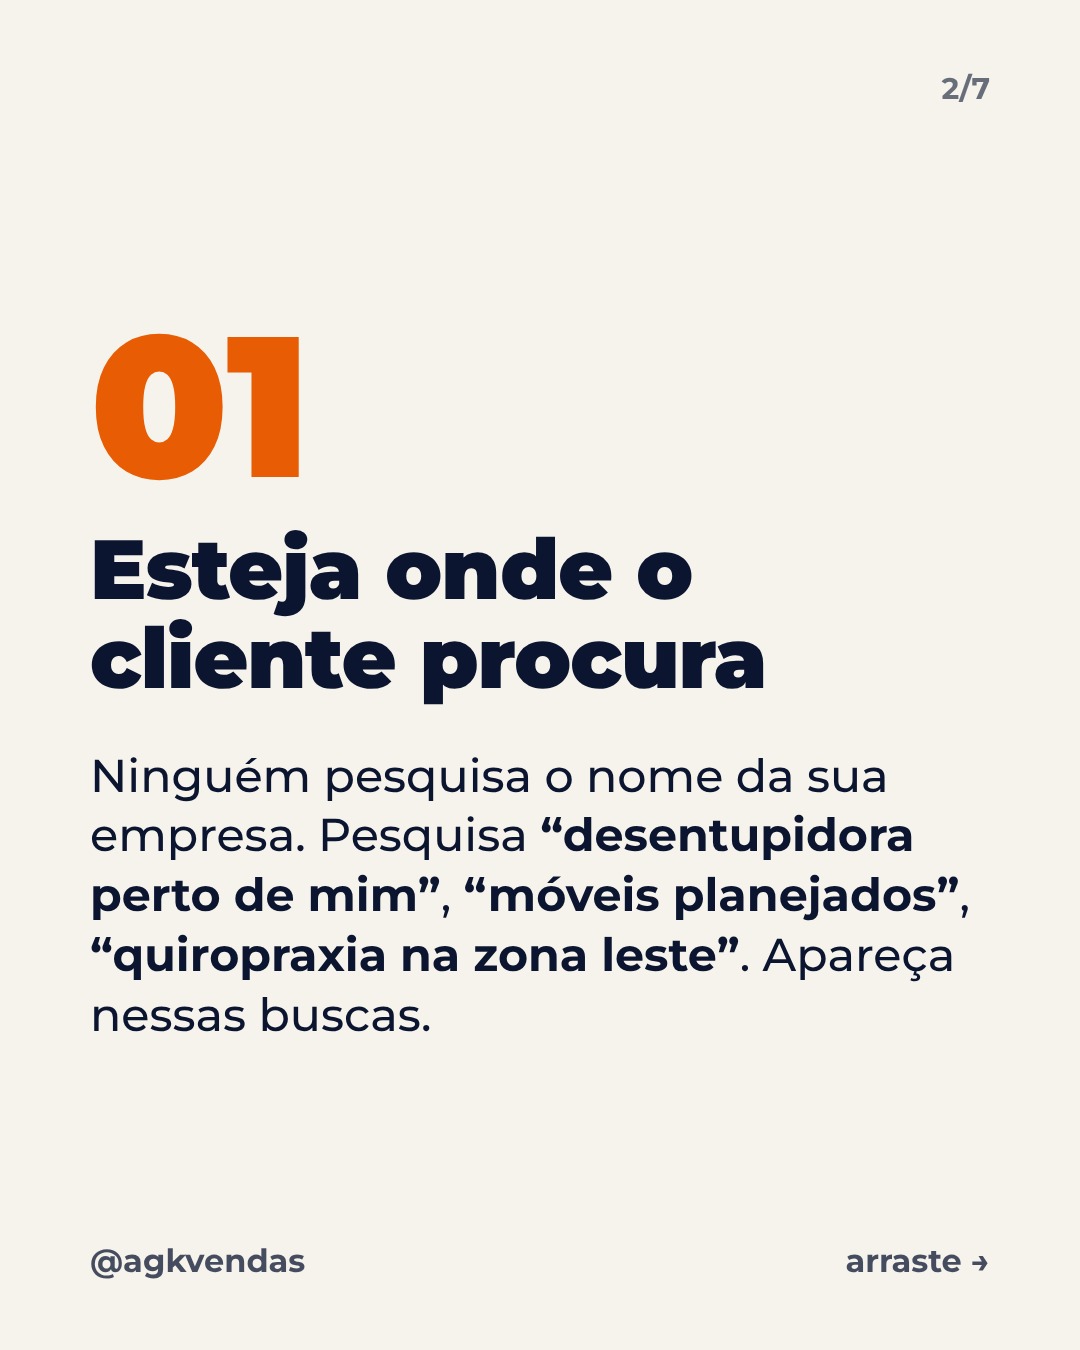 2/7
01
Esteja onde o
cliente procura
Ninguém pesquisa o nome da sua
empresa. Pesquisa “desentupidora
perto de mim”, “móveis planejados”,
“quiropraxia na zona leste”. Apareça
nessas buscas.
@agkvendas
arraste →